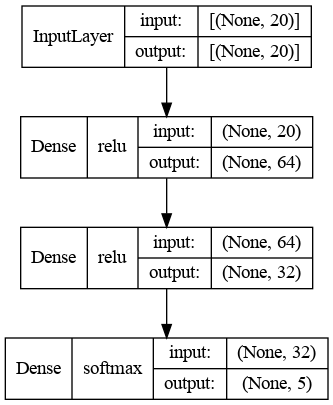 InputLayer input: [(None, 20)]
output: [(None, 20)]
Dense relu input: (None, 20)
output: (None, 64)
Dense relu input: (None, 64)
output: (None, 32)
Dense softmax input: (None, 32)
output: (None, 5)